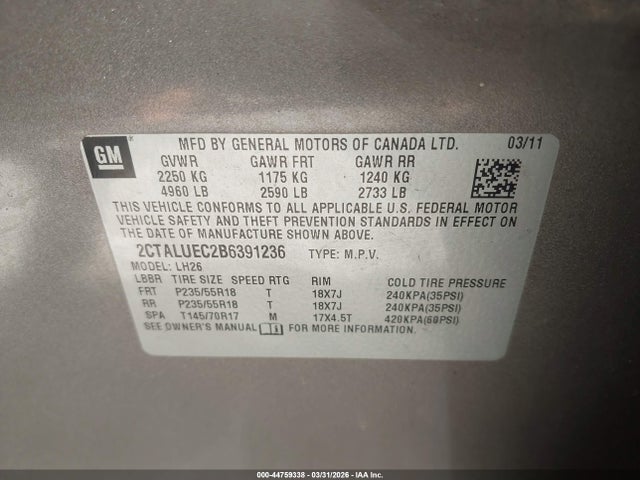 GM
MFD BY GENERAL MOTORS OF CANADA LTD. 03/11
GVWR GAWR FRT GAWR RR
2250 KG 1175 KG 1240 KG
4960 LB 2590 LB 2733 LB
THIS VEHICLE CONFORMS TO ALL APPLICABLE U.S. FEDERAL MOTOR
VEHICLE SAFETY AND THEFT PREVENTION STANDARDS IN EFFECT ON
THE DATE OF MANUFACTURE SHOWN ABOVE.
2CTALUEC2B6391236 TYPE: M.P.V.
MODEL: LH26
LBBR TIRE SIZE SPEED RTG RIM COLD TIRE PRESSURE
FRT P235/55R18 T 18X7J 240KPA(35PSI)
RR P235/55R18 T 18X7J 240KPA(35PSI)
SPA T145/70R17 M 17X4.5T 420KPA(60PSI)
SEE OWNER'S MANUAL FOR MORE INFORMATION.
000-44759338 - 03/31/2026 - IAA Inc.